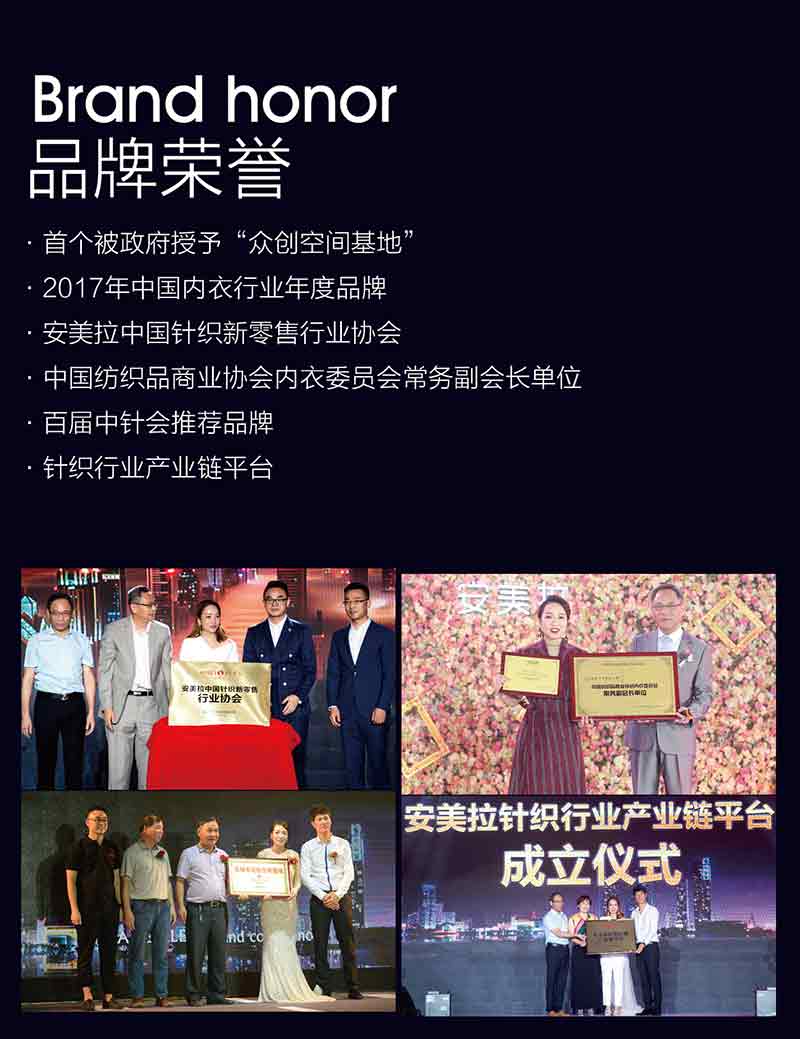 Brand honor
品牌荣誉
· 首个被政府授予“众创空间基地”
· 2017年中国内衣行业年度品牌
· 安美拉中国针织新零售行业协会
· 中国纺织品商业协会内衣委员会常务副会长单位
· 百届中针会推荐品牌
· 针织行业产业链平台
安美拉中国针织新零售
行业协会
安美拉
常务副会长单位
安美拉针织行业产业链平台
成立仪式